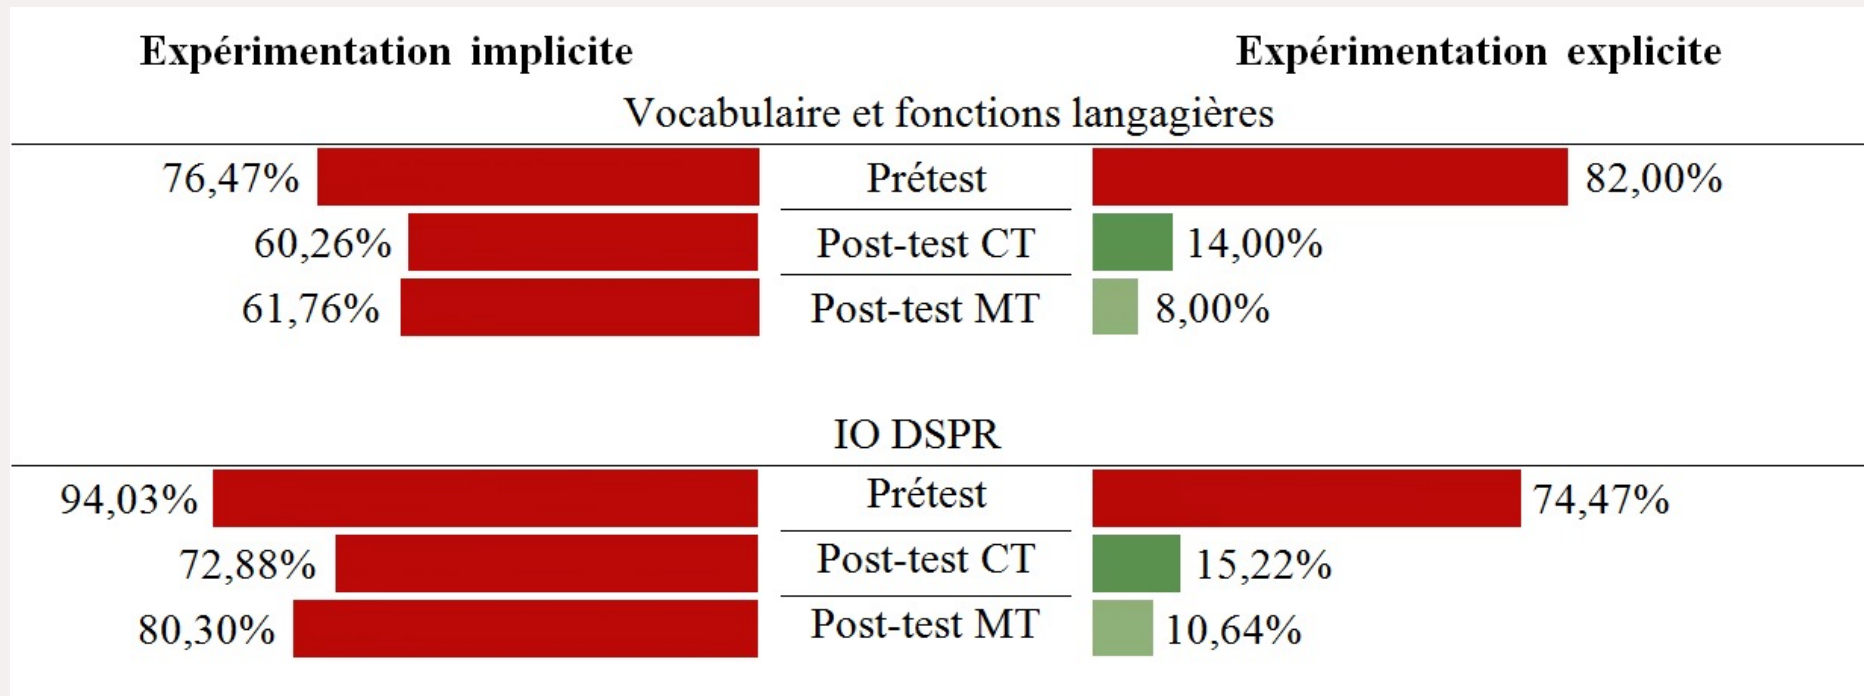 Expérimentation implicite Expérimentation explicite
Vocabulaire et fonctions langagières
76,47% Prétest 82,00%
60,26% Post-test CT 14,00%
61,76% Post-test MT 8,00%
IO DSPR
94,03% Prétest 74,47%
72,88% Post-test CT 15,22%
80,30% Post-test MT 10,64%